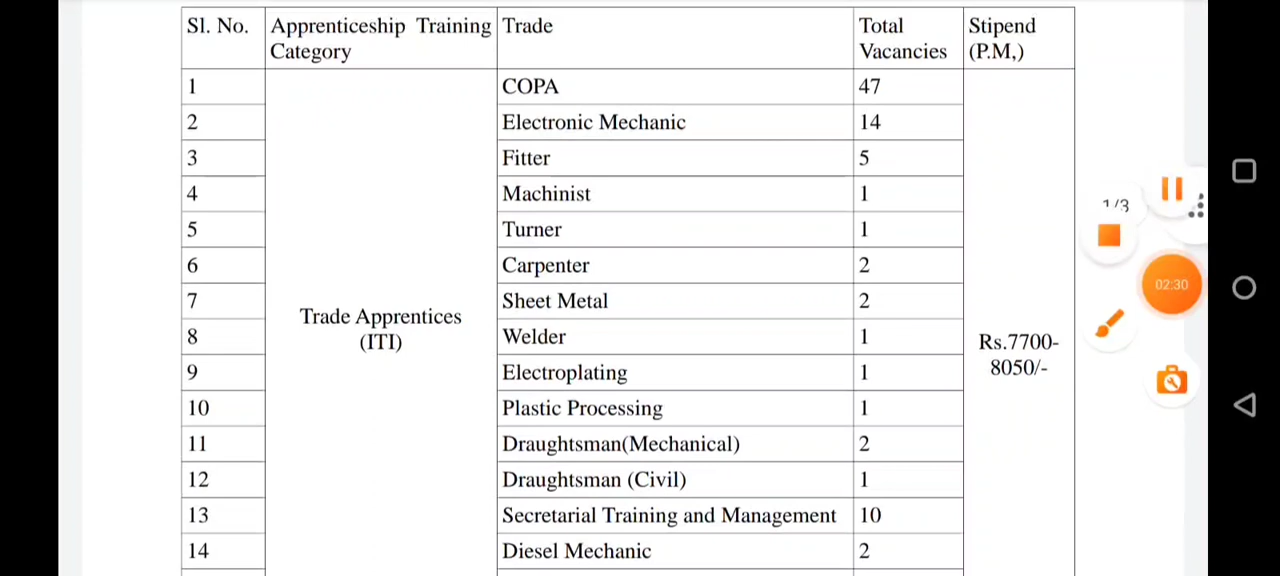 Sl. No. Apprenticeship Training Category Trade Total Vacancies Stipend (P.M,)
1 COPA 47
2 Electronic Mechanic 14
3 Fitter 5
4 Machinist 1
5 Turner 1
6 Carpenter 2
7 Sheet Metal 2
Trade Apprentices (ITI)
8 Welder 1
Rs.7700-8050/-
9 Electroplating 1
10 Plastic Processing 1
11 Draughtsman(Mechanical) 2
12 Draughtsman (Civil) 1
13 Secretarial Training and Management 10
14 Diesel Mechanic 2
1/3
02:30